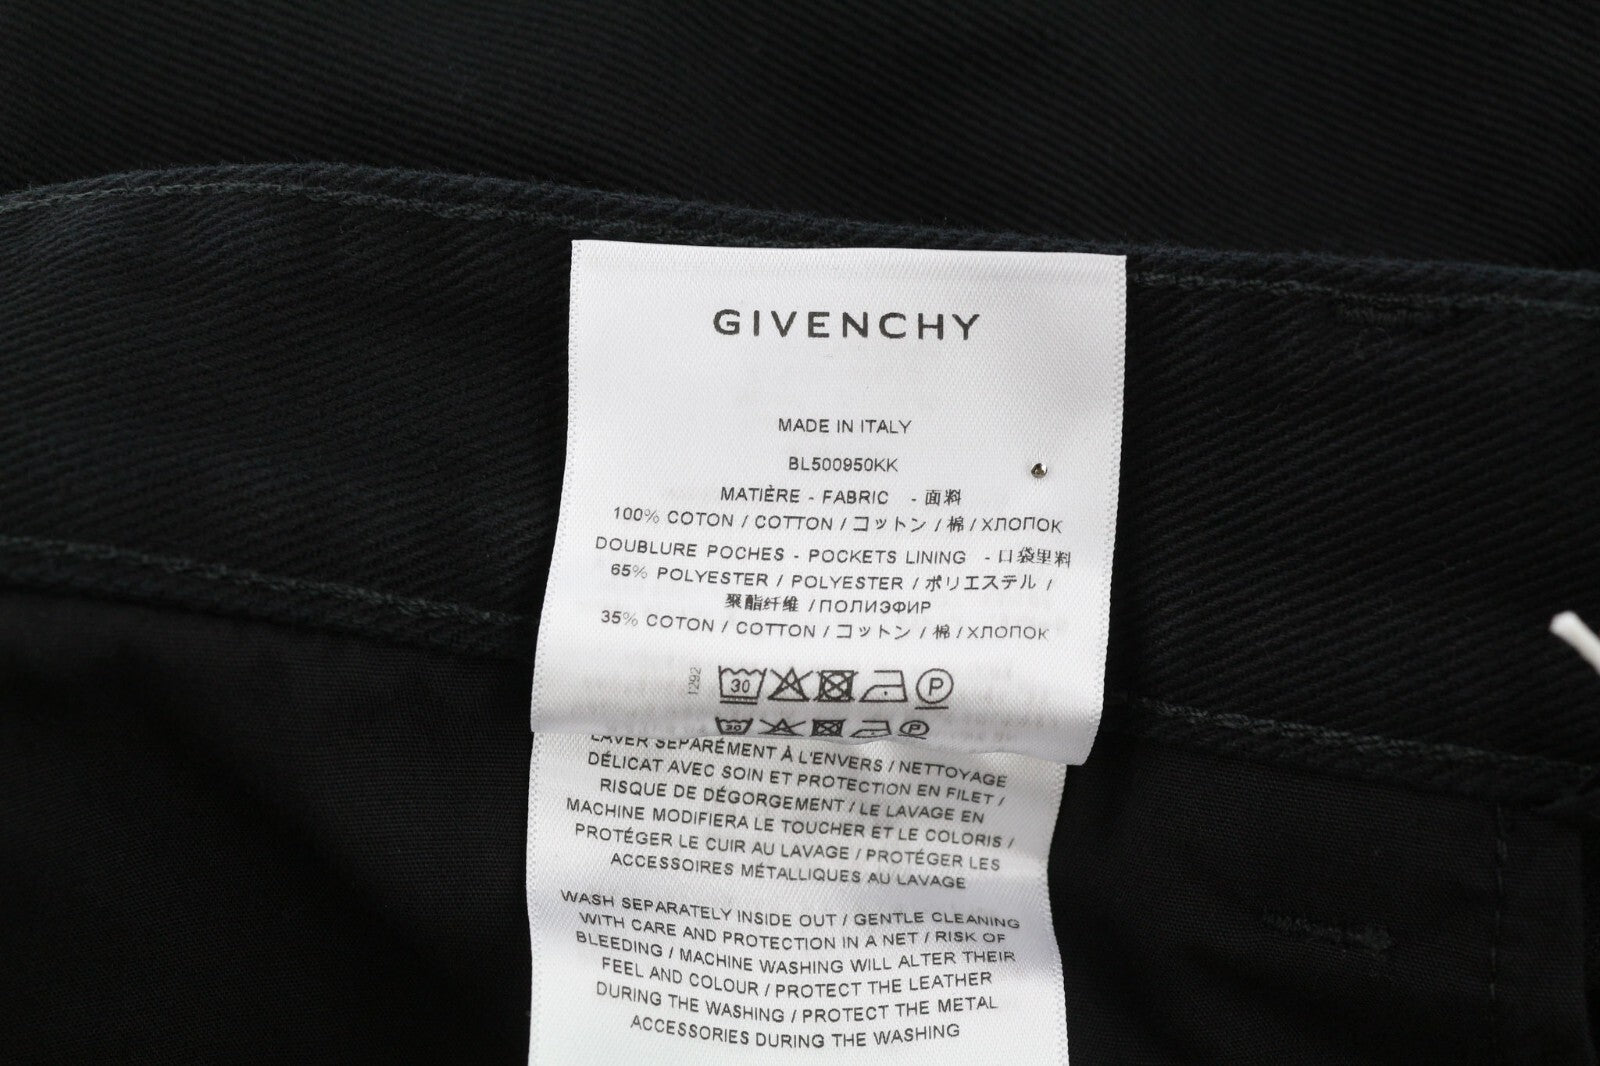 GIVENCHY
MADE IN ITALY
BL500950KK
MATIÈRE - FABRIC - 面料
100% COTON / COTTON / コットン / 棉 / ХЛОПОК
DOUBLURE POCHES - POCKETS LINING - 口袋里料
65% POLYESTER / POLYESTER / ポリエステル /
聚酯纤维 / ПОЛИЭФИР
35% COTON / COTTON / コットン / 棉 / ХЛОПОК
1292
30
P
30
P
LAVER SÉPARÉMENT À L'ENVERS / NETTOYAGE
DÉLICAT AVEC SOIN ET PROTECTION EN FILET /
RISQUE DE DÉGORGEMENT / LE LAVAGE EN
MACHINE MODIFIERA LE TOUCHER ET LE COLORIS /
PROTÉGER LE CUIR AU LAVAGE / PROTÉGER LES
ACCESSOIRES MÉTALLIQUES AU LAVAGE
WASH SEPARATELY INSIDE OUT / GENTLE CLEANING
WITH CARE AND PROTECTION IN A NET / RISK OF
BLEEDING / MACHINE WASHING WILL ALTER THEIR
FEEL AND COLOUR / PROTECT THE LEATHER
DURING THE WASHING / PROTECT THE METAL
ACCESSORIES DURING THE WASHING